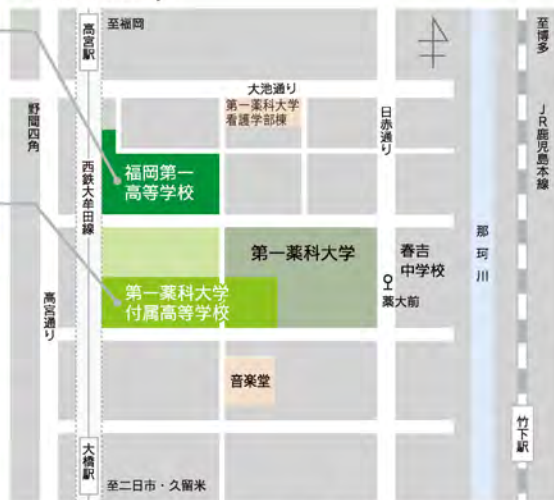 高宮駅
至福岡
至博多
大池通り
第一薬科大学
看護学部棟
野間四角
日赤通り
JR鹿児島本線
西鉄大牟田線
福岡第一
高等学校
那珂川
第一薬科大学
春吉
中学校
薬大前
第一薬科大学
付属高等学校
高宮通り
音楽堂
竹下駅
大橋駅
至二日市・久留米